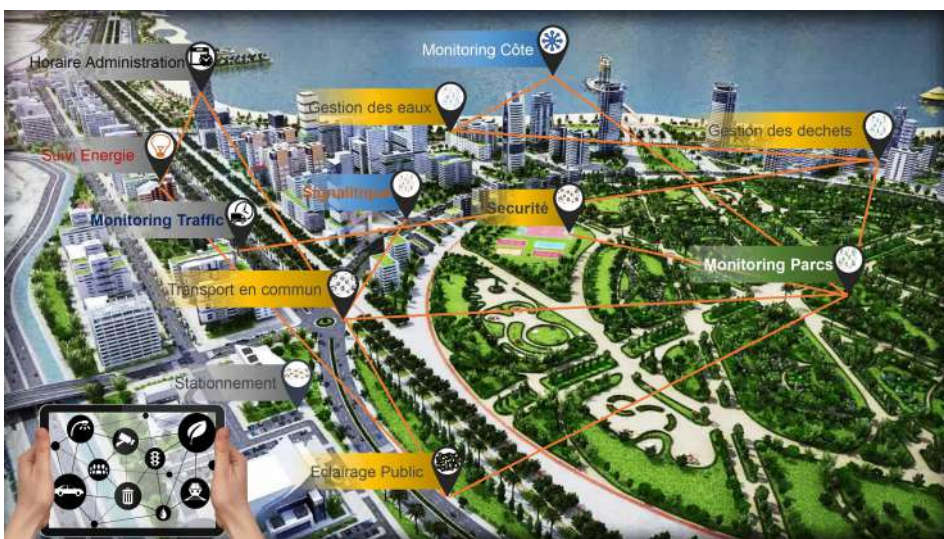 Monitoring Côte
Horaire Administration
Gestion des eaux
Gestion des dechets
Suivi Energie
Signalitique
Securité
Monitoring Traffic
Monitoring Parcs
Transport en commun
Stationnement
Eclairage Public